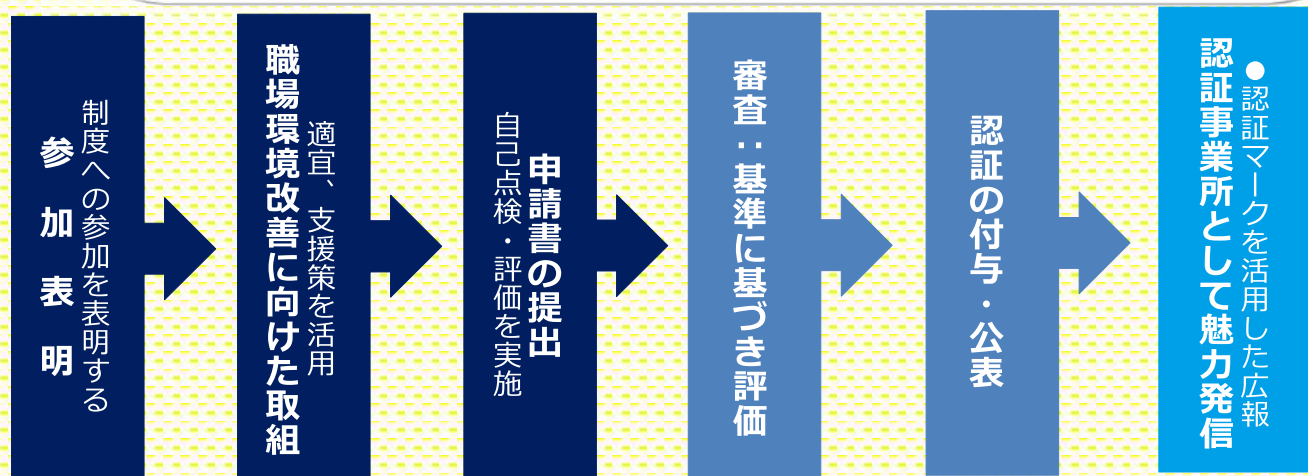 制度への参加を表明する
参加表明
適宜、支援策を活用
職場環境改善に向けた取組
申請書の提出
自己点検・評価を実施
審査：基準に基づき評価
認証の付与・公表
●認証マークを活用した広報
認証事業所として魅力発信